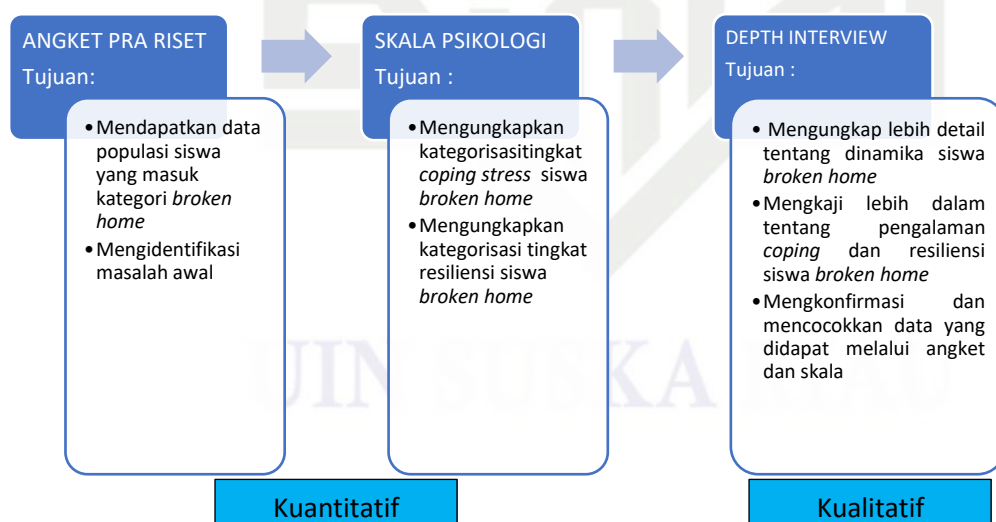 ANGKET PRA RISET
Tujuan:
•Mendapatkan data
populasi siswa
yang masuk
kategori broken
home
•Mengidentifikasi
masalah awal
SKALA PSIKOLOGI
Tujuan :
•Mengungkapkan
kategorisasitingkat
coping stress siswa
broken home
•Mengungkapkan
kategorisasi tingkat
resiliensi siswa
broken home
DEPTH INTERVIEW
Tujuan :
• Mengungkap lebih detail
tentang dinamika siswa
broken home
•Mengkaji lebih dalam
tentang pengalaman
coping dan resiliensi
siswa broken home
•Mengkonfirmasi dan
mencocokkan data yang
didapat melalui angket
dan skala
UIN SUSKA RIAU
Kuantitatif
Kualitatif